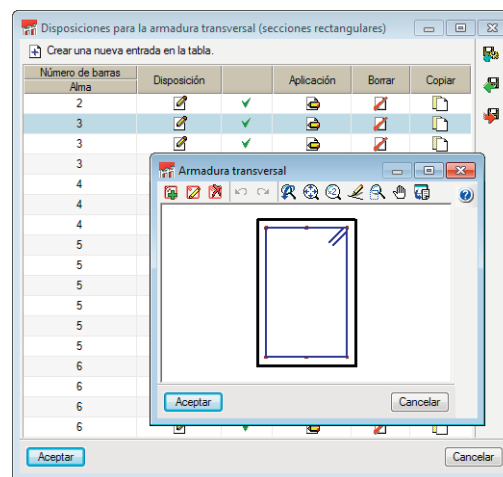 Disposiciones para la armadura transversal (secciones rectangulares)
Crear una nueva entrada en la tabla.
Número de barras
Alma
Disposición
Aplicación
Borrar
Copiar
2
3
3
3
4
4
4
5
5
5
5
5
5
6
6
6
6
Armadura transversal
x2
Aceptar
Cancelar
Aceptar
Cancelar